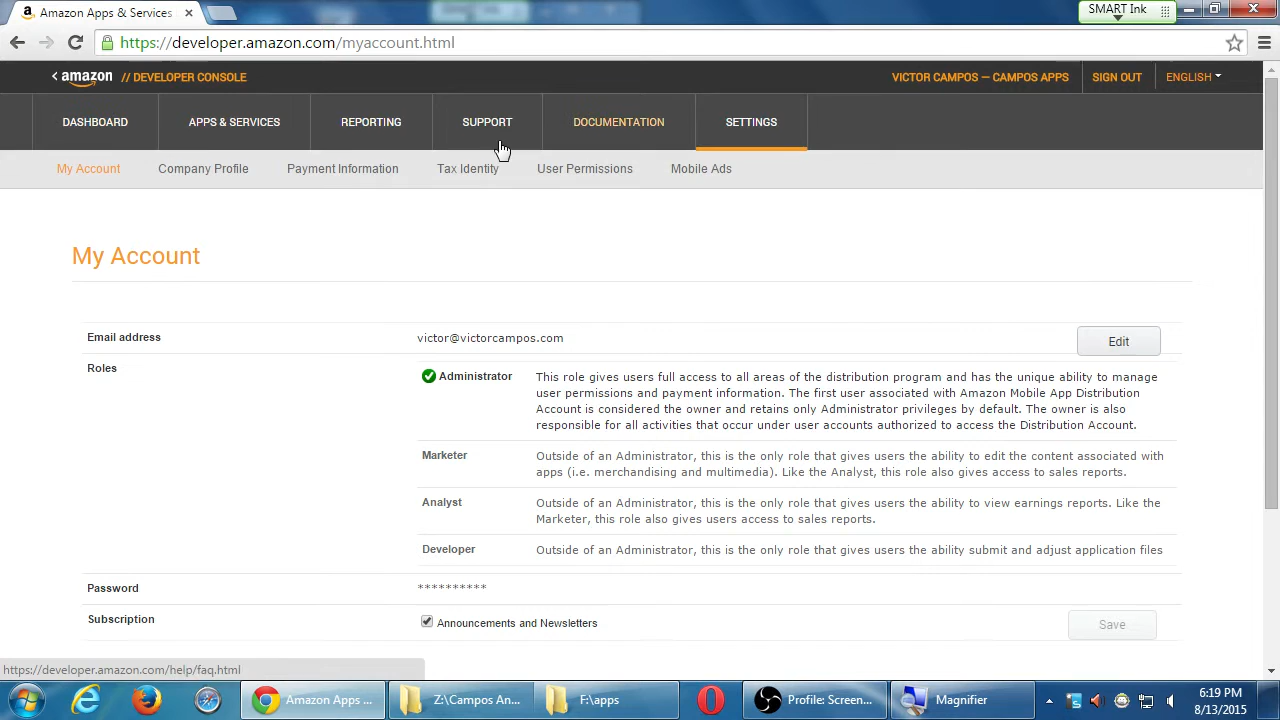 Amazon Apps & Services
SMART Ink
https://developer.amazon.com/myaccount.html
amazon // DEVELOPER CONSOLE
VICTOR CAMPOS — CAMPOS APPS
SIGN OUT
ENGLISH
DASHBOARD
APPS & SERVICES
REPORTING
SUPPORT
DOCUMENTATION
SETTINGS
My Account
Company Profile
Payment Information
Tax Identity
User Permissions
Mobile Ads
My Account
Email address
victor@victorcampos.com
Edit
Roles
Administrator
This role gives users full access to all areas of the distribution program and has the unique ability to manage
user permissions and payment information. The first user associated with Amazon Mobile App Distribution
Account is considered the owner and retains only Administrator privileges by default. The owner is also
responsible for all activities that occur under user accounts authorized to access the Distribution Account.
Marketer
Outside of an Administrator, this is the only role that gives users the ability to edit the content associated with
apps (i.e. merchandising and multimedia). Like the Analyst, this role also gives access to sales reports.
Analyst
Outside of an Administrator, this is the only role that gives users the ability to view earnings reports. Like the
Marketer, this role also gives users access to sales reports.
Developer
Outside of an Administrator, this is the only role that gives users the ability submit and adjust application files
Password
**********
Subscription
Announcements and Newsletters
Save
https://developer.amazon.com/help/faq.html
Amazon Apps ...
Z:\Campos An...
F:\apps
Profile: Screen...
Magnifier
6:19 PM
8/13/2015